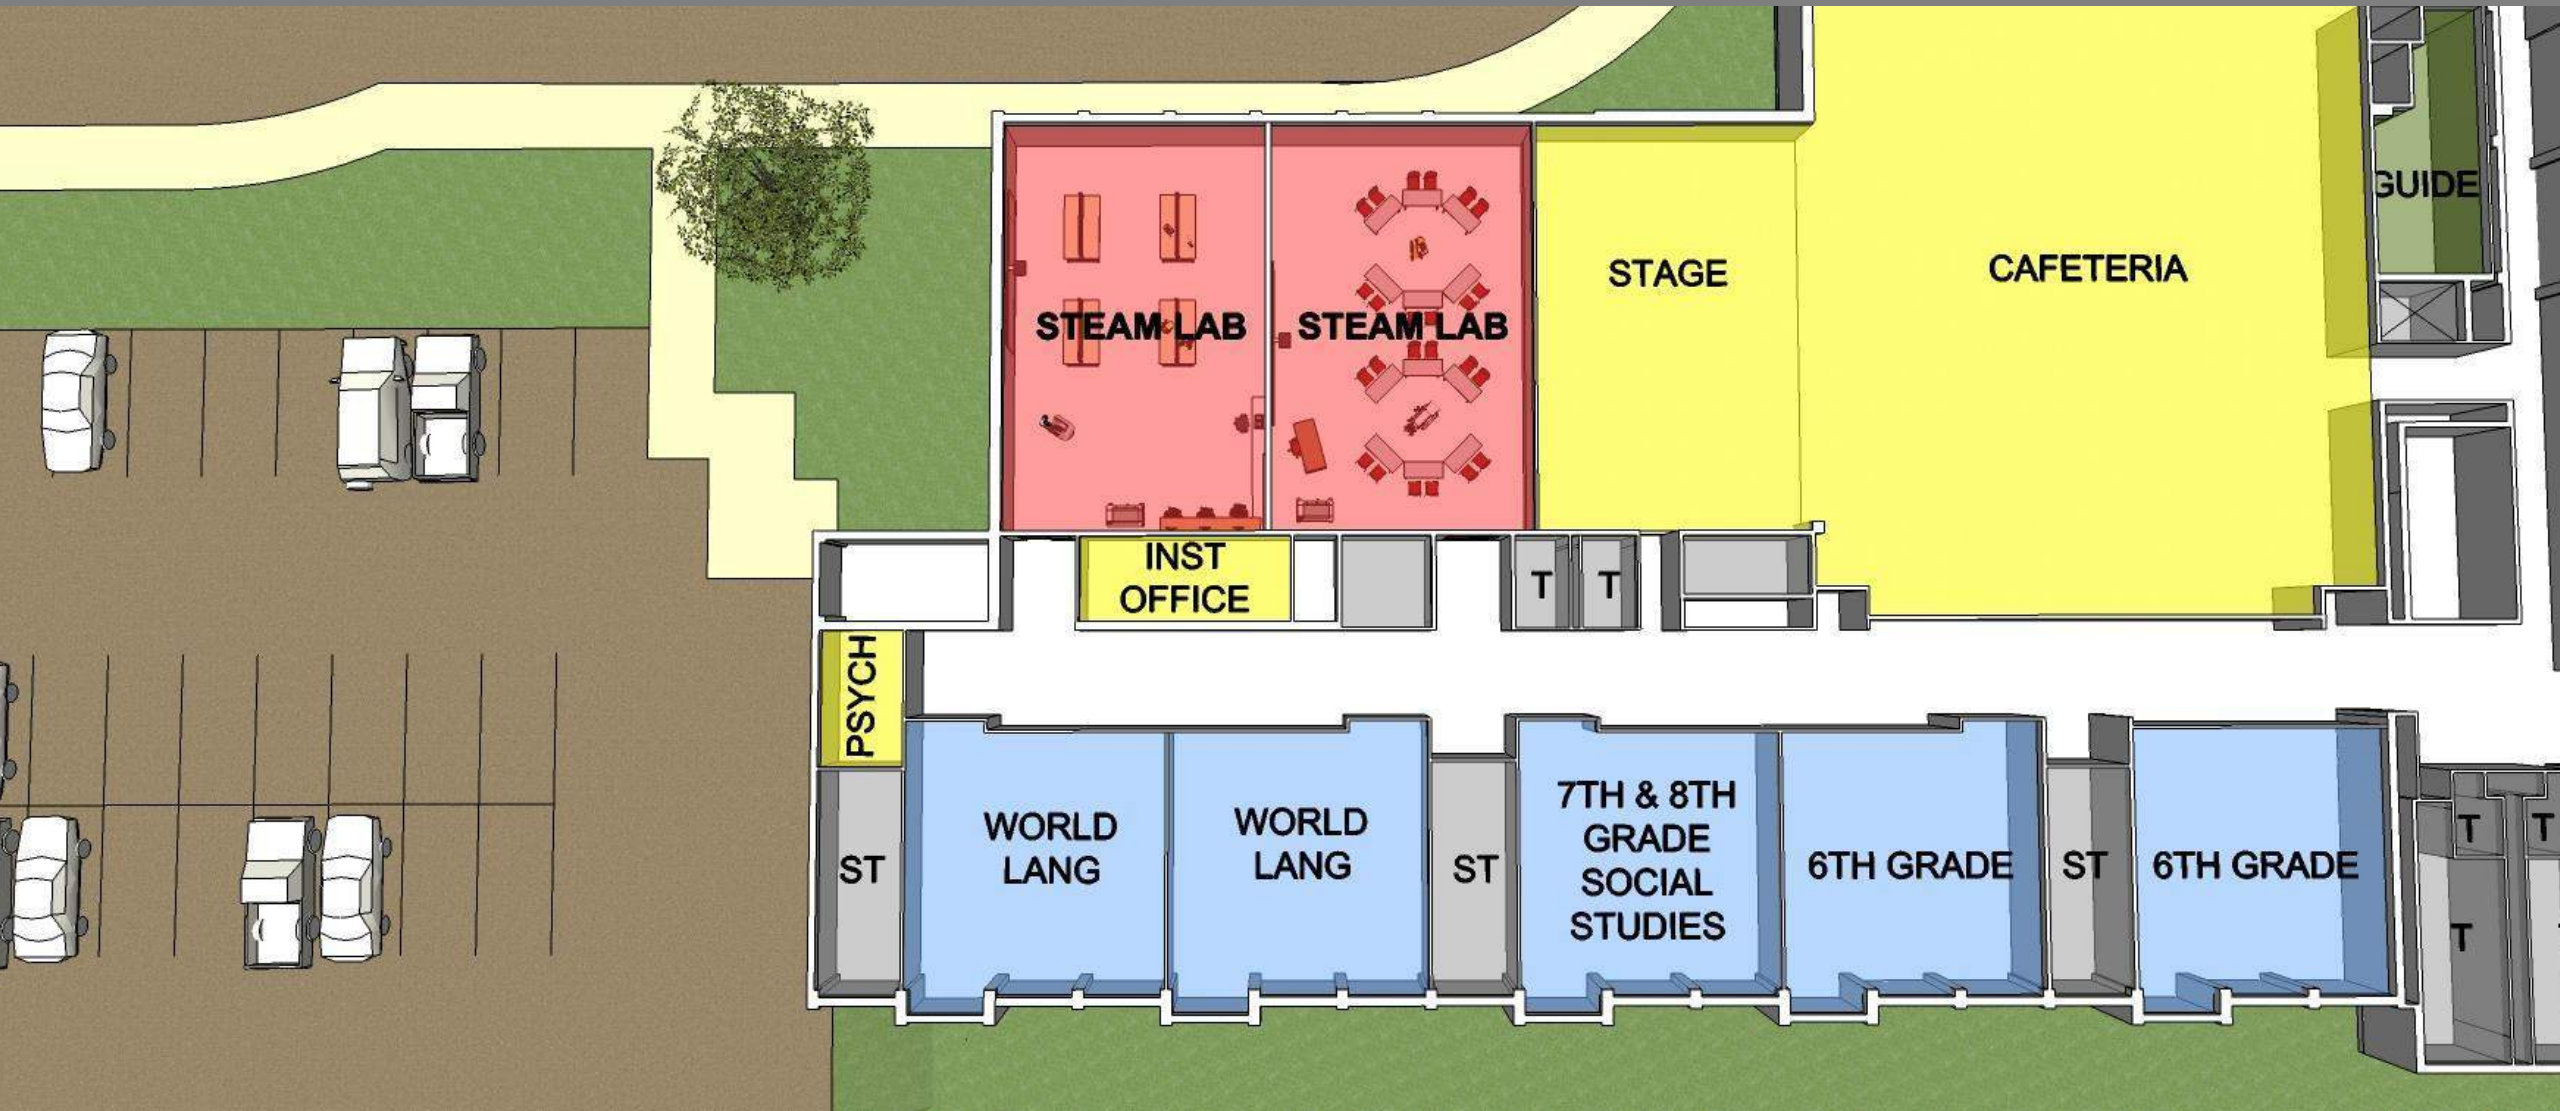 GUIDE
STAGE
CAFETERIA
STEAM LAB
STEAM LAB
INST
OFFICE
T
T
PSYCH
ST
WORLD
LANG
WORLD
LANG
ST
7TH & 8TH
GRADE
SOCIAL
STUDIES
6TH GRADE
ST
6TH GRADE
T
T
T